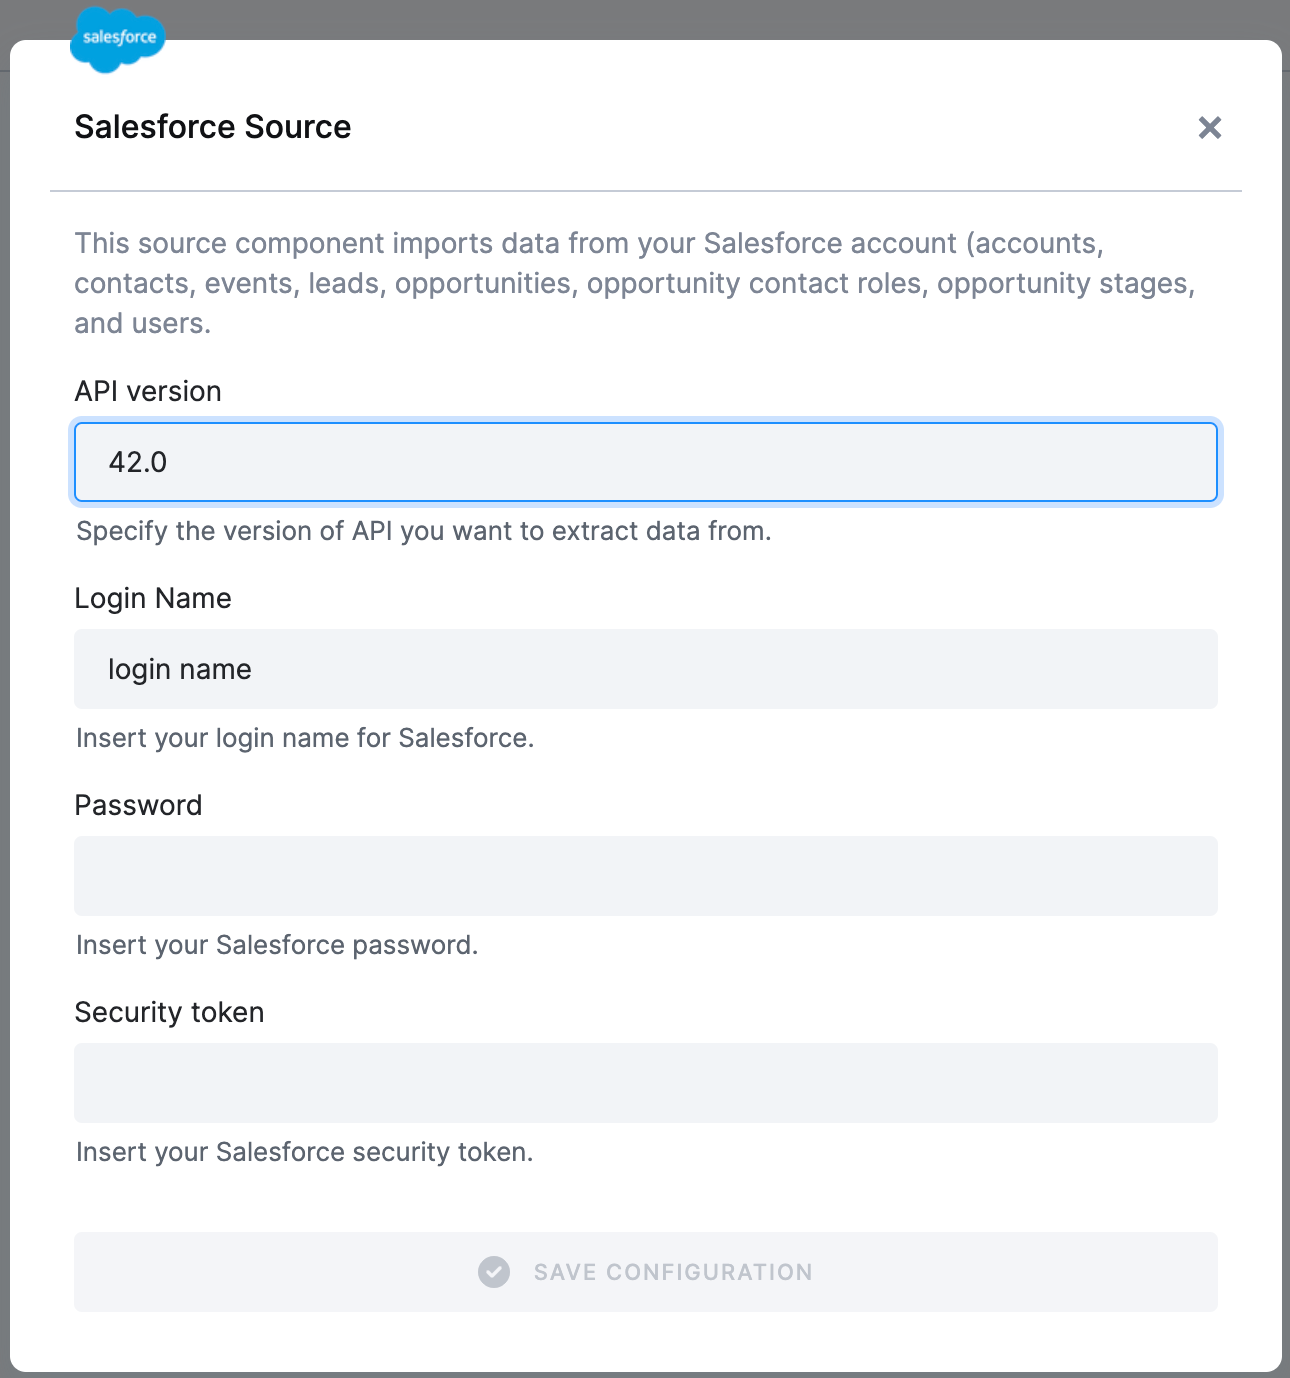 salesforce
Salesforce Source
This source component imports data from your Salesforce account (accounts,
contacts, events, leads, opportunities, opportunity contact roles, opportunity stages,
and users.
API version
42.0
Specify the version of API you want to extract data from.
Login Name
login name
Insert your login name for Salesforce.
Password
Insert your Salesforce password.
Security token
Insert your Salesforce security token.
SAVE CONFIGURATION